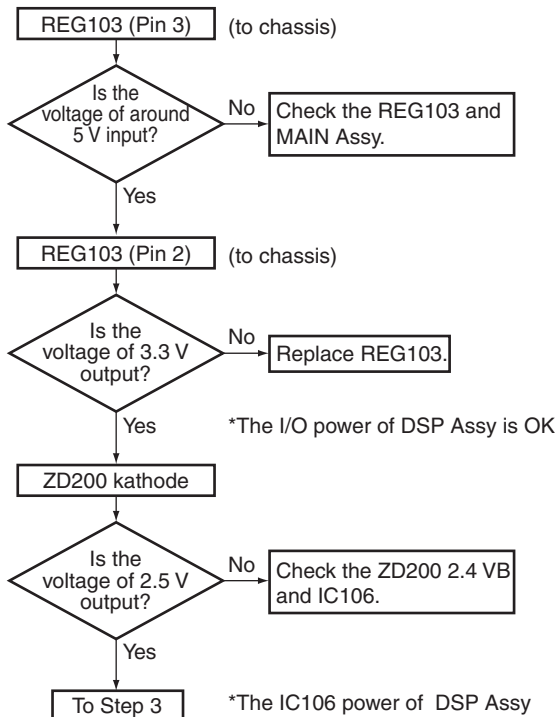 REG103 (Pin 3) (to chassis)
Is the
voltage of around
5 V input?
No
Check the REG103 and
MAIN Assy.
Yes
REG103 (Pin 2) (to chassis)
Is the
voltage of 3.3 V
output?
No
Replace REG103.
Yes
*The I/O power of DSP Assy is OK
ZD200 kathode
Is the
voltage of 2.5 V
output?
No
Check the ZD200 2.4 VB
and IC106.
Yes
To Step 3
*The IC106 power of DSP Assy